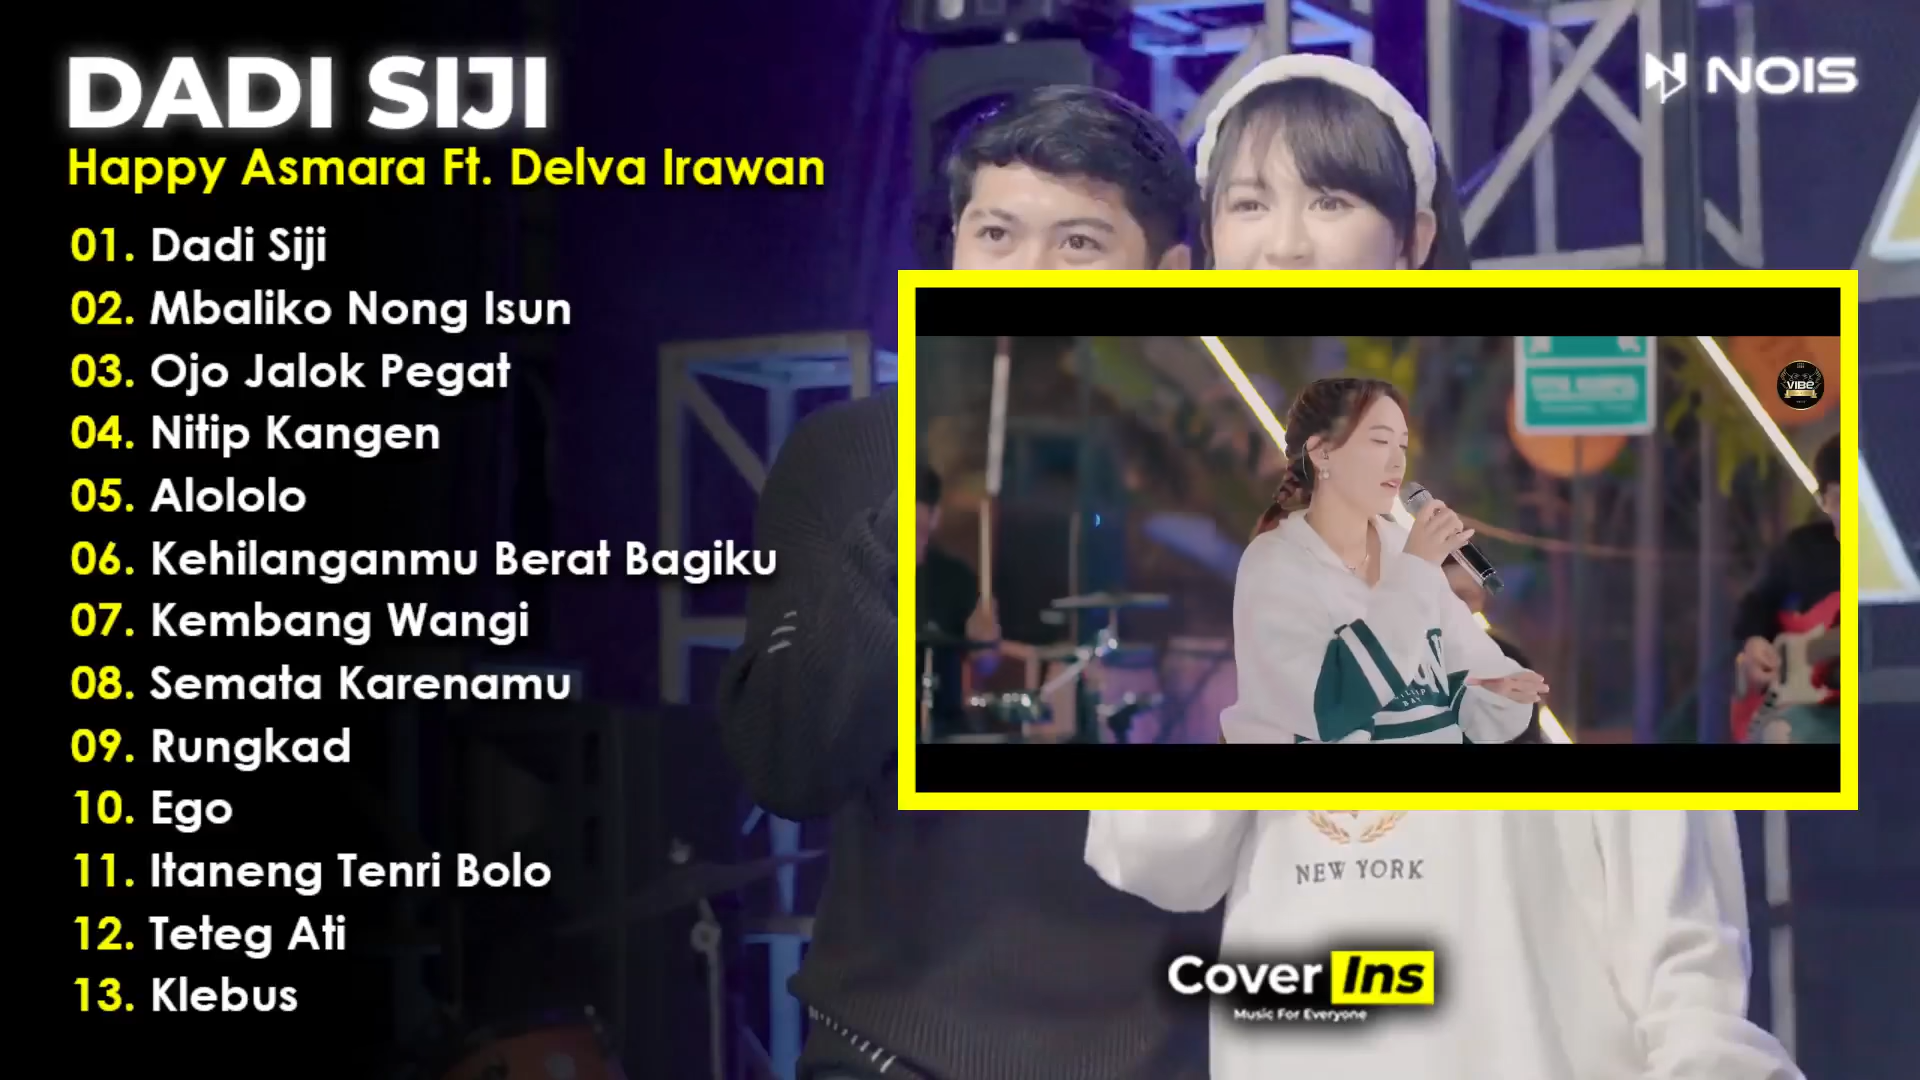 DADI SIJI
NOIS
Happy Asmara Ft. Delva Irawan
01. Dadi Siji
02. Mbaliko Nong Isun
03. Ojo Jalok Pegat
04. Nitip Kangen
05. Alololo
06. Kehilanganmu Berat Bagiku
07. Kembang Wangi
08. Semata Karenamu
09. Rungkad
10. Ego
11. Itaneng Tenri Bolo
12. Teteg Ati
13. Klebus
VIBE
NEW YORK
Cover Ins
Music For Everyone